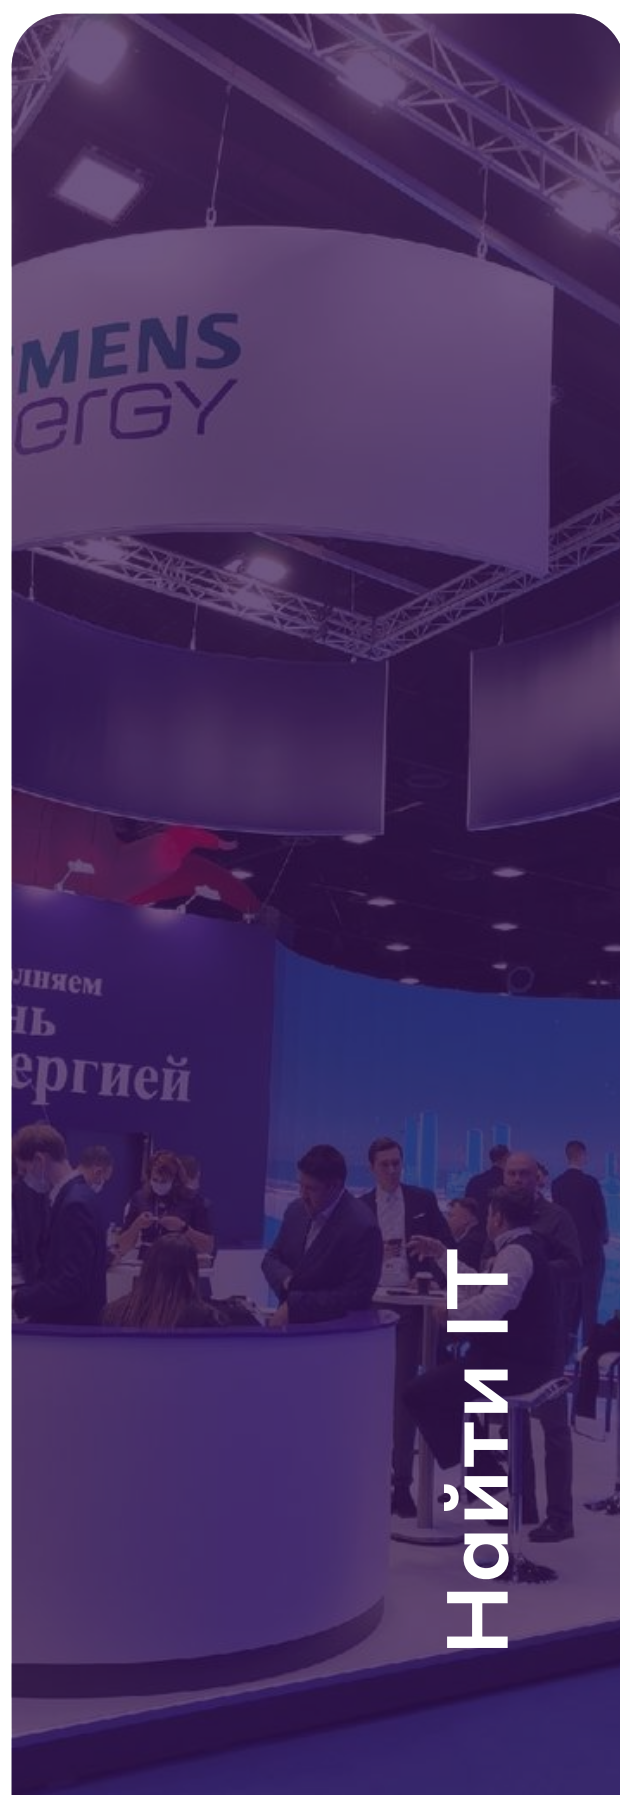 MENS
ergy
лняем
нь
ергией
Найти IT